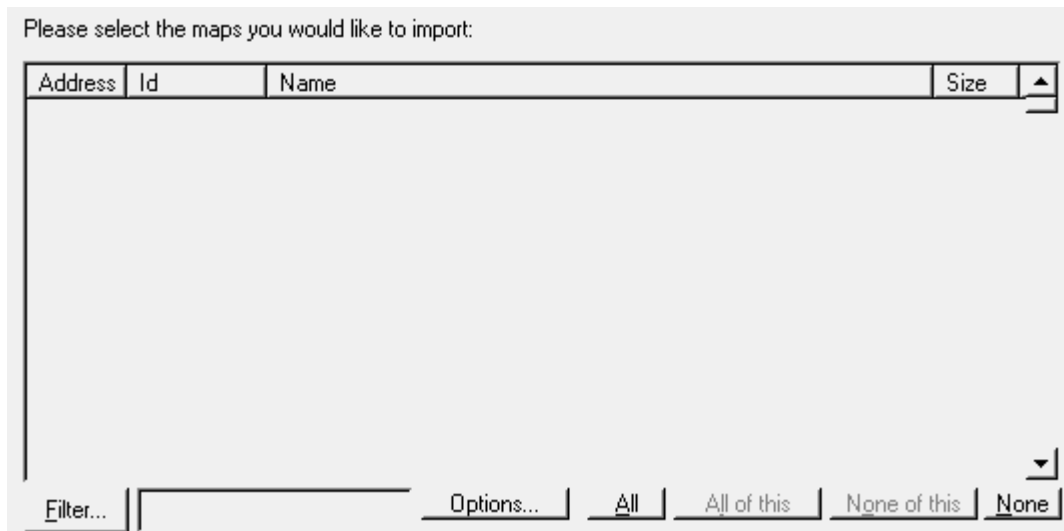 Please select the maps you would like to import:
Address Id Name Size
Filter... Options... All All of this None of this None